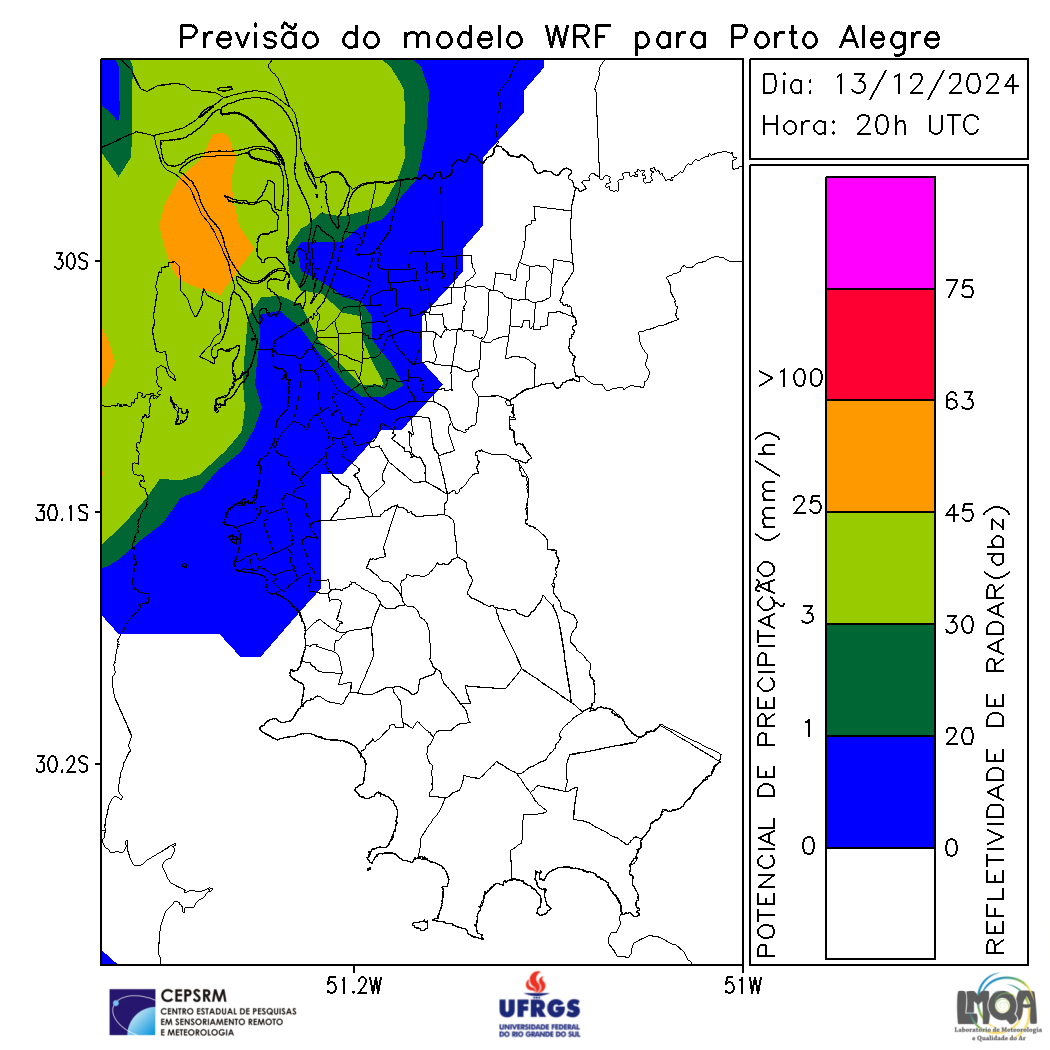 Previsão do modelo WRF para Porto Alegre
Dia: 13/12/2024
Hora: 20h UTC
30S
30.1S
30.2S
51.2W
51W
POTENCIAL DE PRECIPITAÇÃO (mm/h)
>100
25
3
1
0
75
63
45
30
20
0
REFLETIVIDADE DE RADAR(dbz)
CEPSRM
CENTRO ESTADUAL DE PESQUISAS
EM SENSORIAMENTO REMOTO
E METEOROLOGIA
UFRGS
UNIVERSIDADE FEDERAL
DO RIO GRANDE DO SUL
LMQA
Laboratório de Meteorologia
e Qualidade do Ar